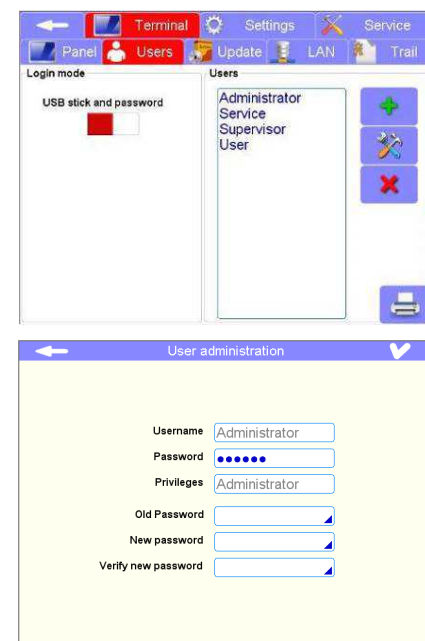 Terminal Settings Service
Panel Users Update LAN Trail
Login mode
USB stick and password
Users
Administrator
Service
Supervisor
User
User administration
Username Administrator
Password ●●●●●●
Privileges Administrator
Old Password
New password
Verify new password